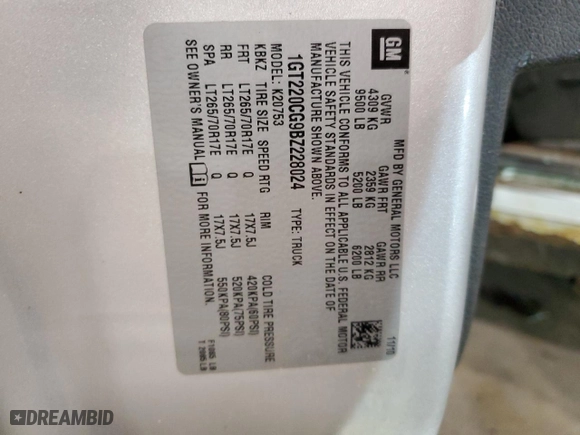 GM
MFD BY GENERAL MOTORS LLC 11/10
GVWR GAWR FRT GAWR RR
4309 KG 2359 KG 2812 KG
9500 LB 5200 LB 6200 LB
THIS VEHICLE CONFORMS TO ALL APPLICABLE U.S. FEDERAL MOTOR
VEHICLE SAFETY STANDARDS IN EFFECT ON THE DATE OF
MANUFACTURE SHOWN ABOVE.
1GT220CG9BZ228024 TYPE: TRUCK
MODEL: K20753
KBKZ TIRE SIZE SPEED RTG RIM COLD TIRE PRESSURE
FRT LT265/70R17E Q 17X7.5J 420KPA(60PSI)
RR LT265/70R17E Q 17X7.5J 520KPA(75PSI)
SPA LT265/70R17E Q 17X7.5J 550KPA(80PSI)
SEE OWNER'S MANUAL FOR MORE INFORMATION.
DREAMBID